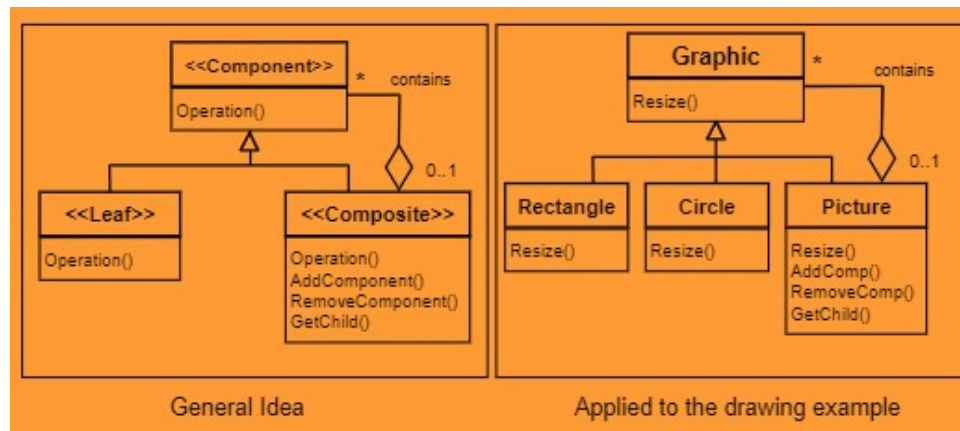 <<Component>>
*
contains
Operation()
0..1
<<Leaf>>
<<Composite>>
Operation()
Operation()
AddComponent()
RemoveComponent()
GetChild()
General Idea
Graphic
*
contains
Resize()
0..1
Rectangle
Circle
Picture
Resize()
Resize()
Resize()
AddComp()
RemoveComp()
GetChild()
Applied to the drawing example